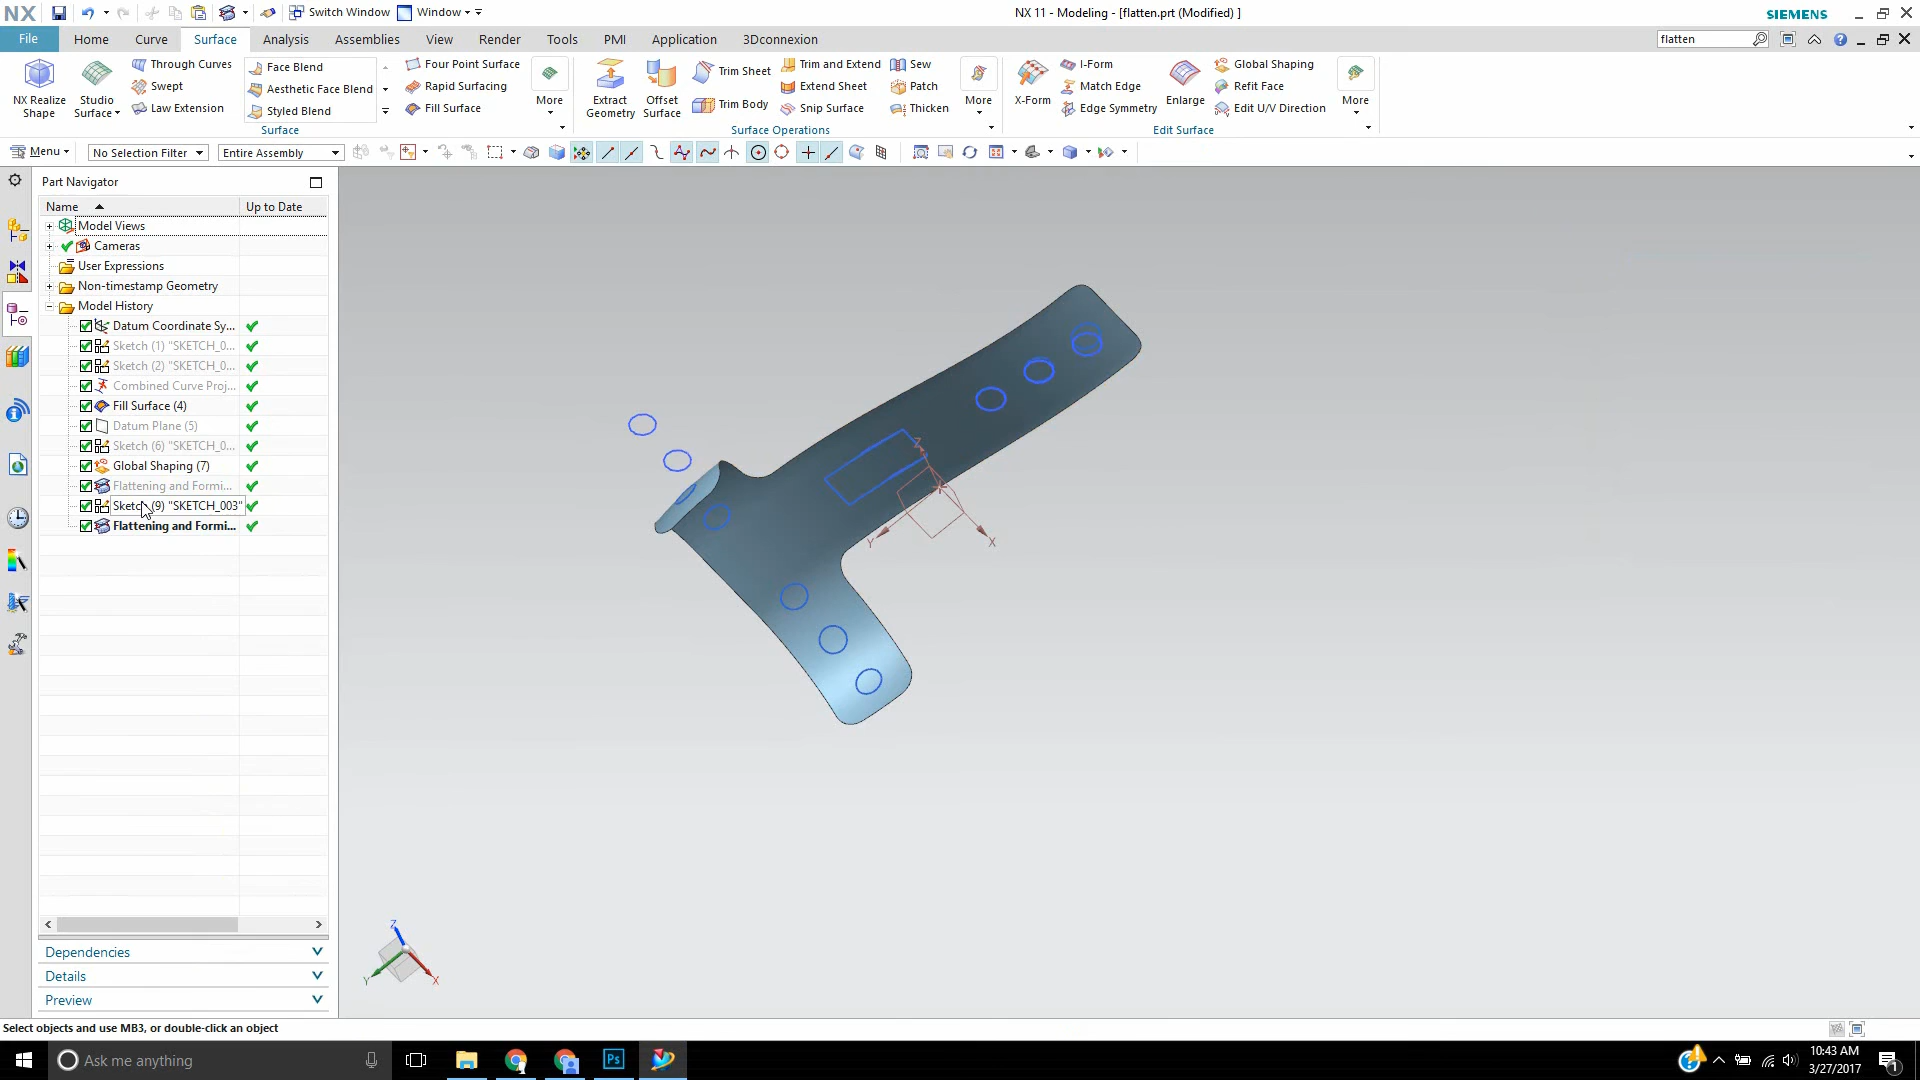 NX Switch Window Window NX 11 - Modeling - [flatten.prt (Modified) ] SIEMENS
File Home Curve Surface Analysis Assemblies View Render Tools PMI Application 3Dconnexion flatten
NX Realize Shape
Studio Surface
Through Curves
Swept
Law Extension
Face Blend
Aesthetic Face Blend
Styled Blend
Four Point Surface
Rapid Surfacing
Fill Surface
More
Surface
Extract Geometry
Offset Surface
Trim Sheet
Trim Body
Trim and Extend
Extend Sheet
Snip Surface
Sew
Patch
Thicken
More
Surface Operations
X-Form
I-Form
Match Edge
Edge Symmetry
Enlarge
Global Shaping
Refit Face
Edit U/V Direction
More
Edit Surface
Menu No Selection Filter Entire Assembly
Part Navigator
Name Up to Date
Model Views
Cameras
User Expressions
Non-timestamp Geometry
Model History
Datum Coordinate Sy...
Sketch (1) "SKETCH_0...
Sketch (2) "SKETCH_0...
Combined Curve Proj...
Fill Surface (4)
Datum Plane (5)
Sketch (6) "SKETCH_0...
Global Shaping (7)
Flattening and Formi...
Sketch (9) "SKETCH_003"
Flattening and Formi...
Z
Y
X
Z
Y
X
Dependencies
Details
Preview
Select objects and use MB3, or double-click an object
Ask me anything
Ps
10:43 AM
3/27/2017
1